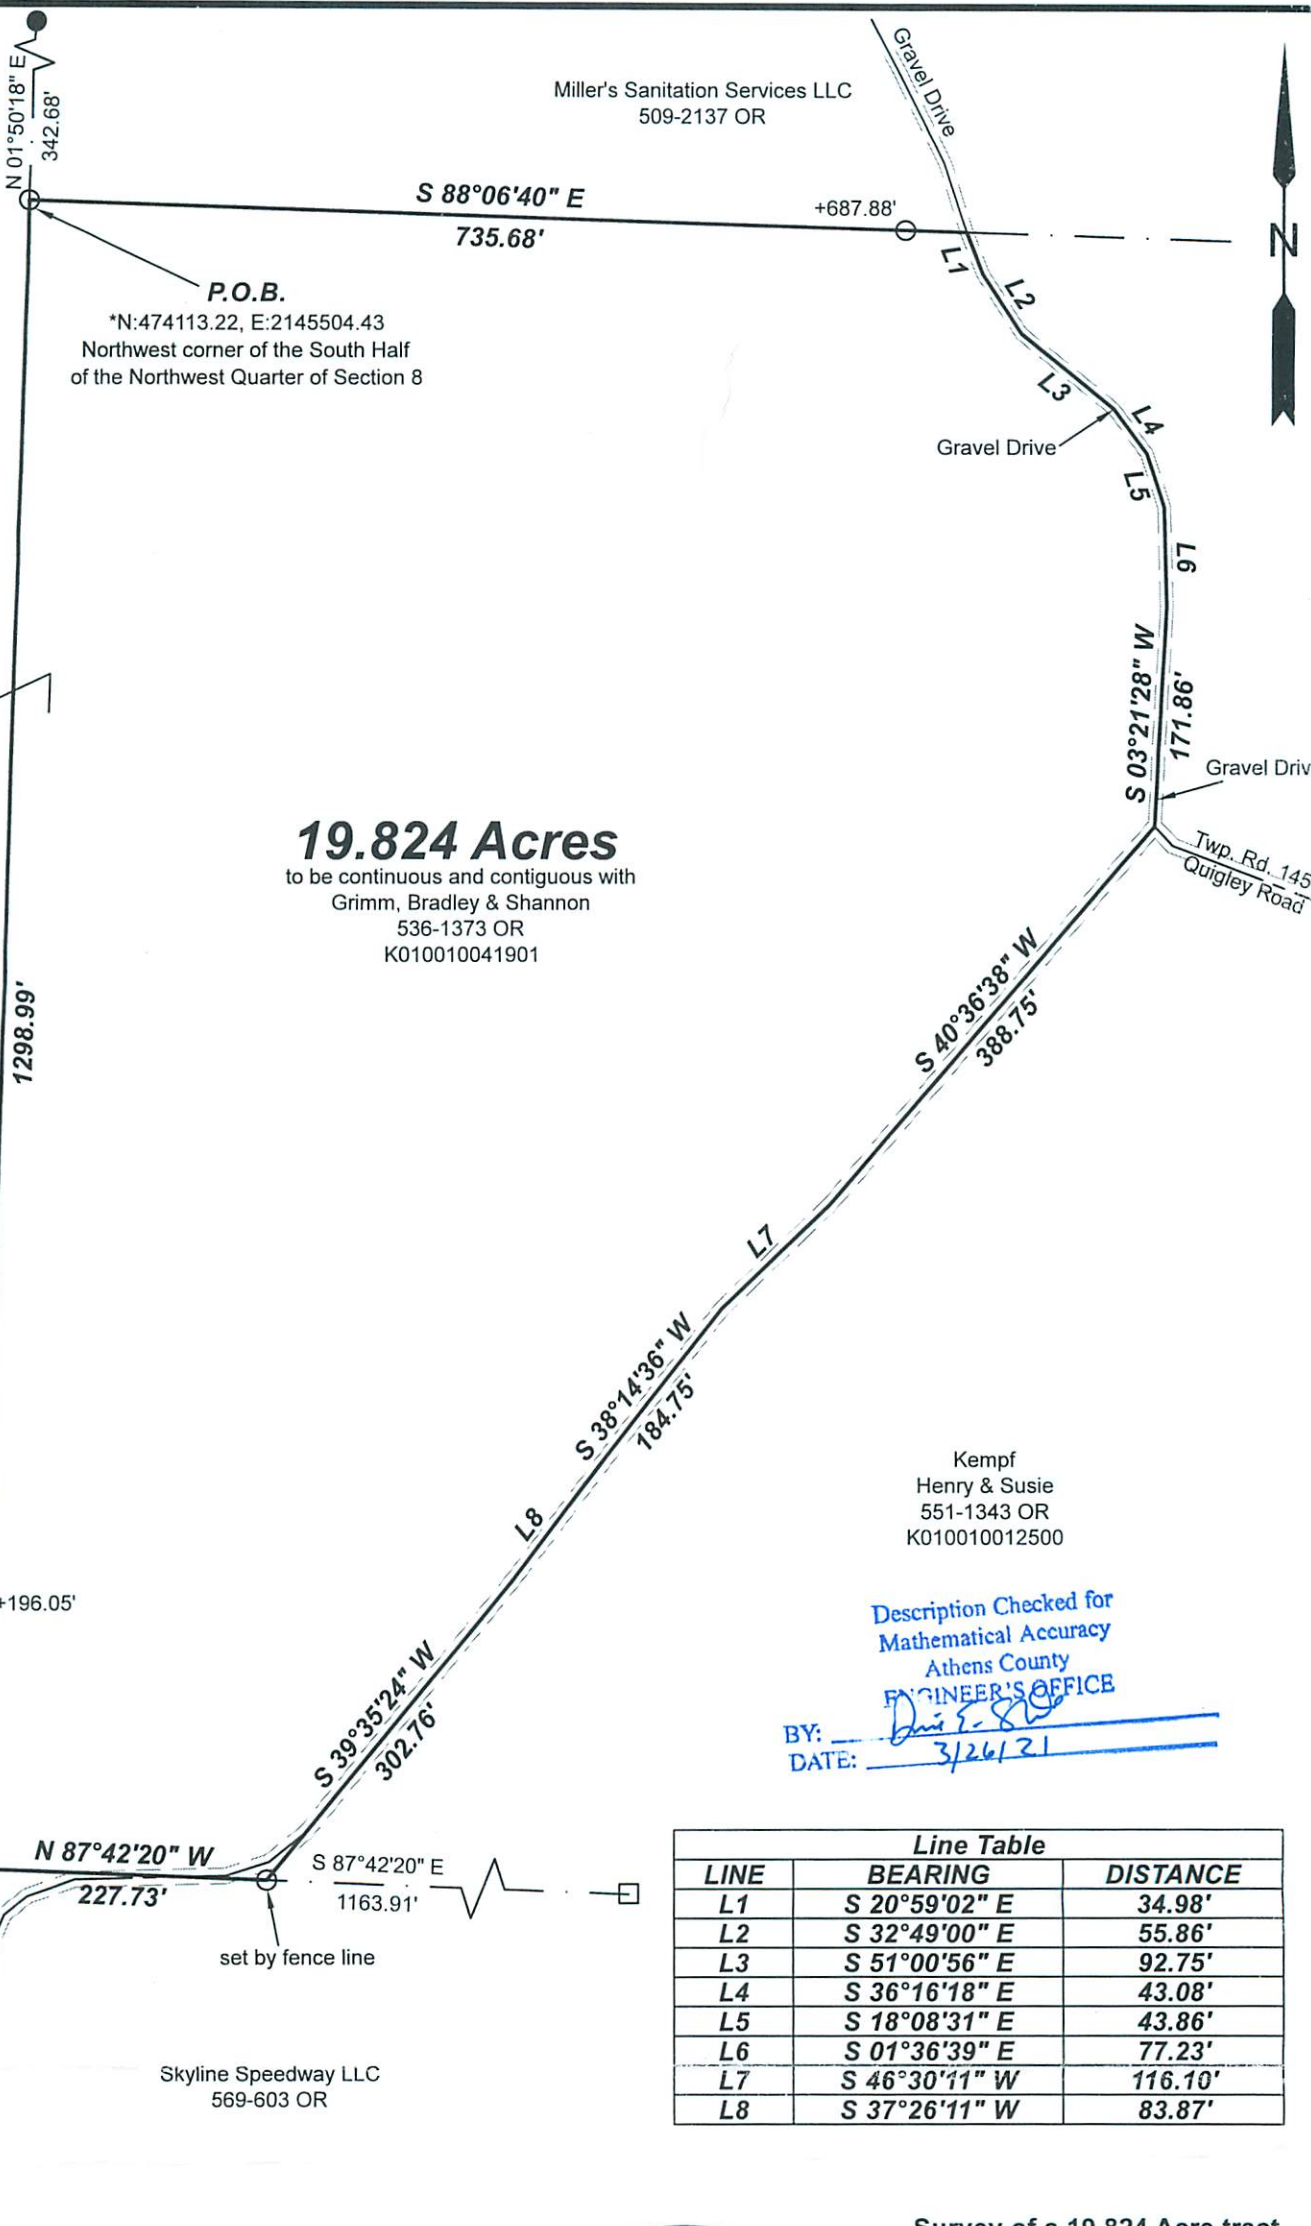 N 01°50'18" E
342.68'
Miller's Sanitation Services LLC
509-2137 OR
Gravel Drive
S 88°06'40" E
735.68'
+687.88'
N
P.O.B.
*N:474113.22, E:2145504.43
Northwest corner of the South Half
of the Northwest Quarter of Section 8
L1
L2
L3
L4
Gravel Drive
L5
L6
S 03°21'28" W
171.86'
Gravel Driv
Twp. Rd. 145
Quigley Road
19.824 Acres
to be continuous and contiguous with
Grimm, Bradley & Shannon
536-1373 OR
K010010041901
1298.99'
S 40°36'38" W
388.75'
L7
S 38°14'36" W
184.75'
L8
Kempf
Henry & Susie
551-1343 OR
K010010012500
+196.05'
Description Checked for
Mathematical Accuracy
Athens County
ENGINEER'S OFFICE
BY:
DATE: 3/26/21
S 39°35'24" W
302.76'
N 87°42'20" W
227.73'
S 87°42'20" E
1163.91'
set by fence line
Skyline Speedway LLC
569-603 OR
Line Table
LINE BEARING DISTANCE
L1 S 20°59'02" E 34.98'
L2 S 32°49'00" E 55.86'
L3 S 51°00'56" E 92.75'
L4 S 36°16'18" E 43.08'
L5 S 18°08'31" E 43.86'
L6 S 01°36'39" E 77.23'
L7 S 46°30'11" W 116.10'
L8 S 37°26'11" W 83.87'
Survey of a 19.824 Acre tract